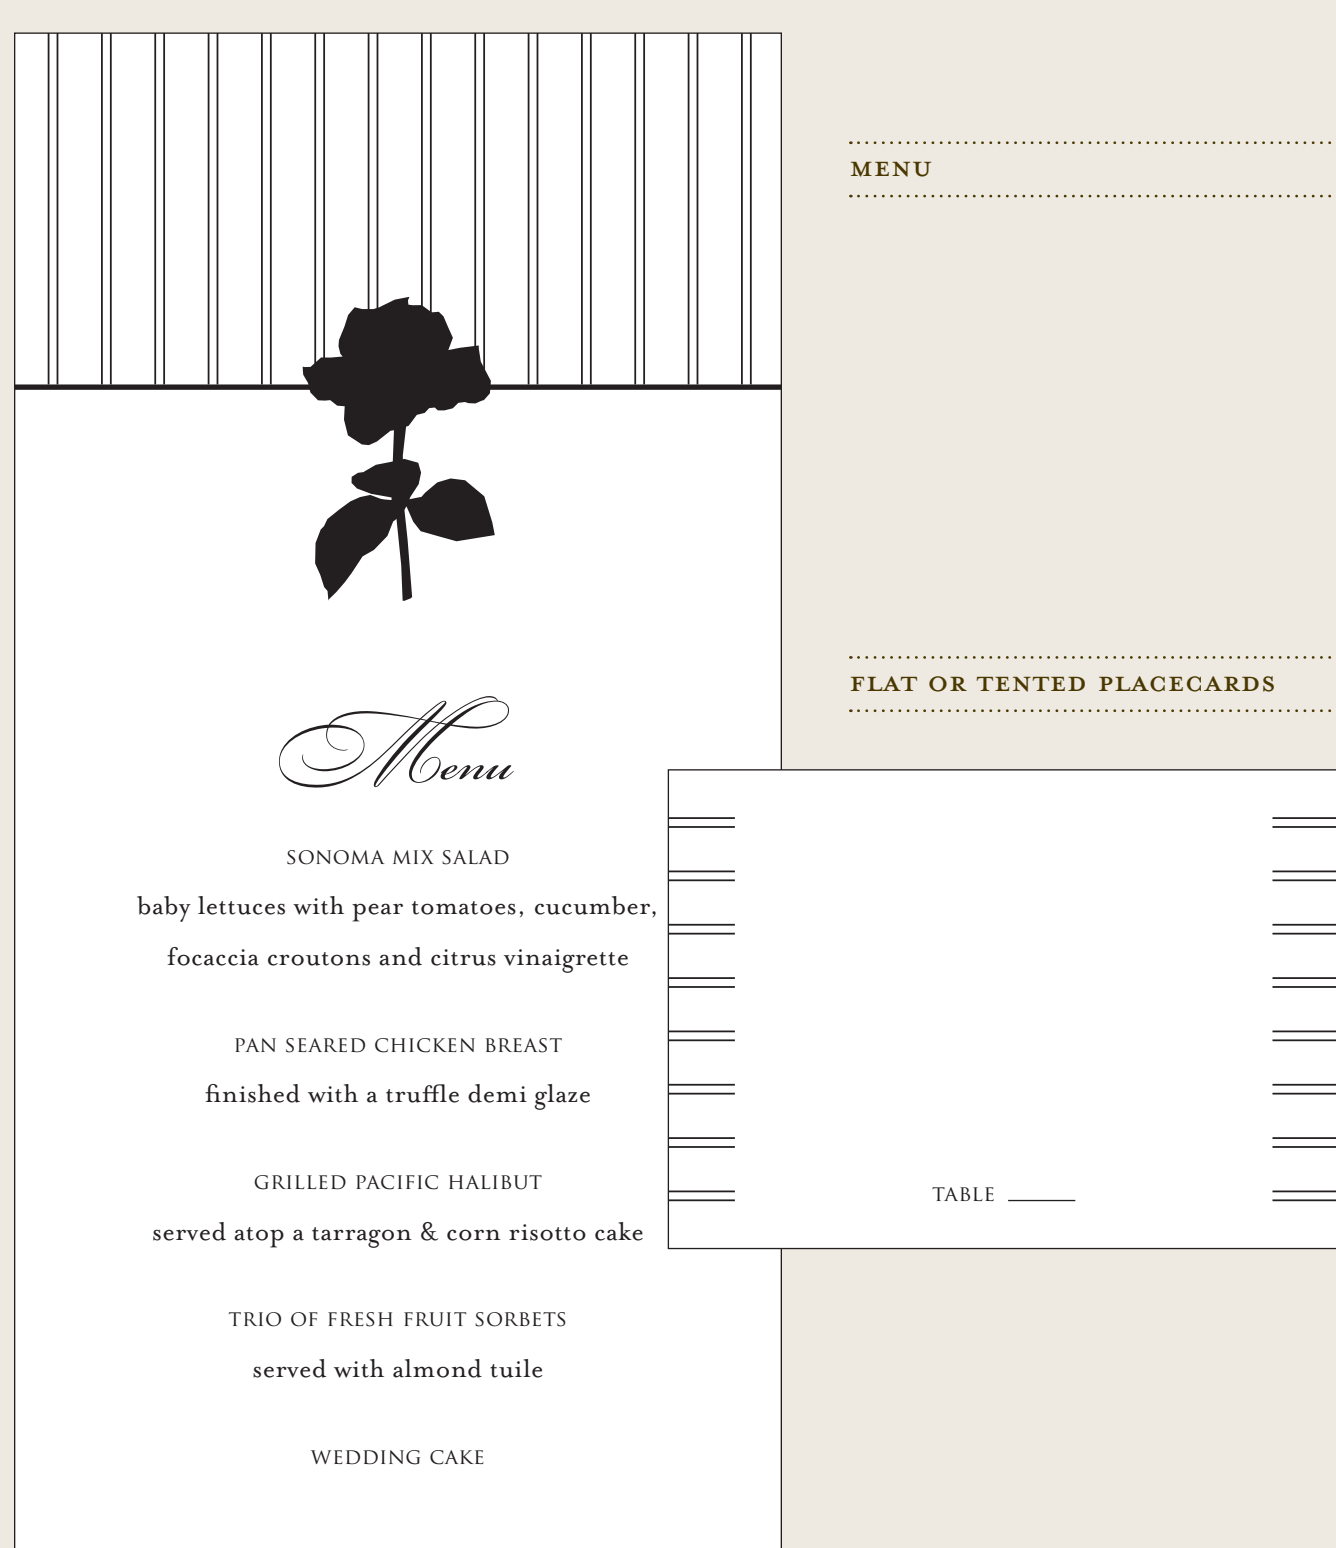 MENU
FLAT OR TENTED PLACECARDS
Menu
SONOMA MIX SALAD
baby lettuces with pear tomatoes, cucumber,
focaccia croutons and citrus vinaigrette
PAN SEARED CHICKEN BREAST
finished with a truffle demi glaze
GRILLED PACIFIC HALIBUT
served atop a tarragon & corn risotto cake
TRIO OF FRESH FRUIT SORBETS
served with almond tuile
WEDDING CAKE
TABLE ______